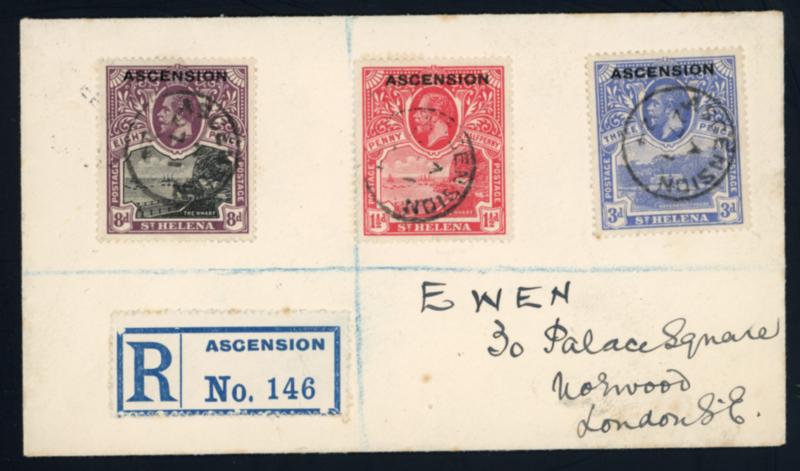 ASCENSION
EIGHT PENCE
POSTAGE POSTAGE
THE WHARF
8d 8d
ST HELENA
ASCENSION
PENNY HALFPENNY
POSTAGE POSTAGE
1½d 1½d
ST HELENA
ASCENSION
ASCENSION
THREE PENCE
POSTAGE POSTAGE
3d 3d
ST HELENA
ASCENSION
EWEN
30 Palace Square
Norwood
London S.E.
R
ASCENSION
No. 146